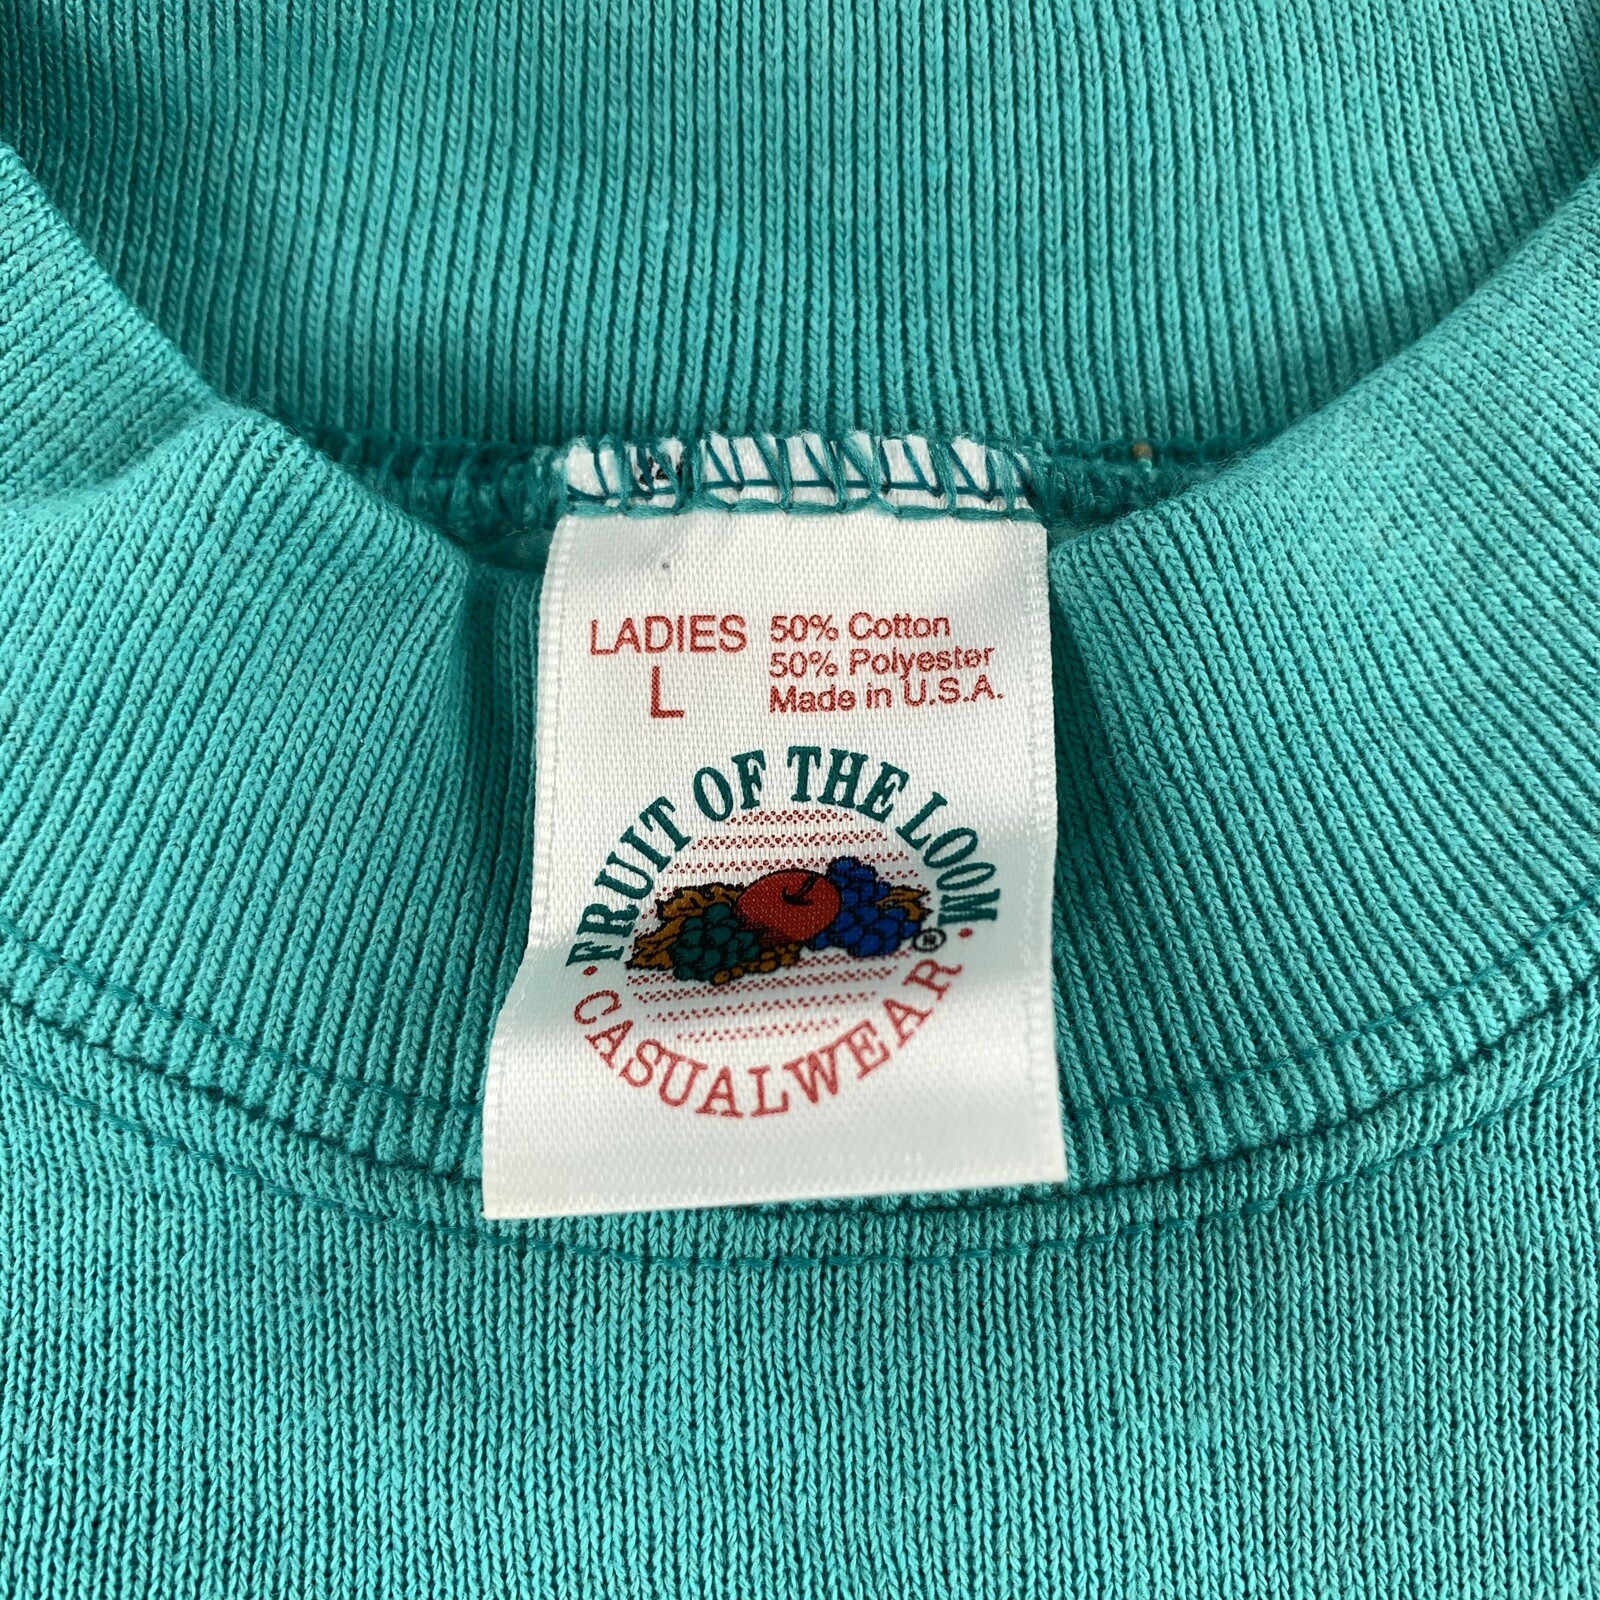 LADIES
L
50% Cotton
50% Polyester
Made in U.S.A.
FRUIT OF THE LOOM
®
CASUALWEAR